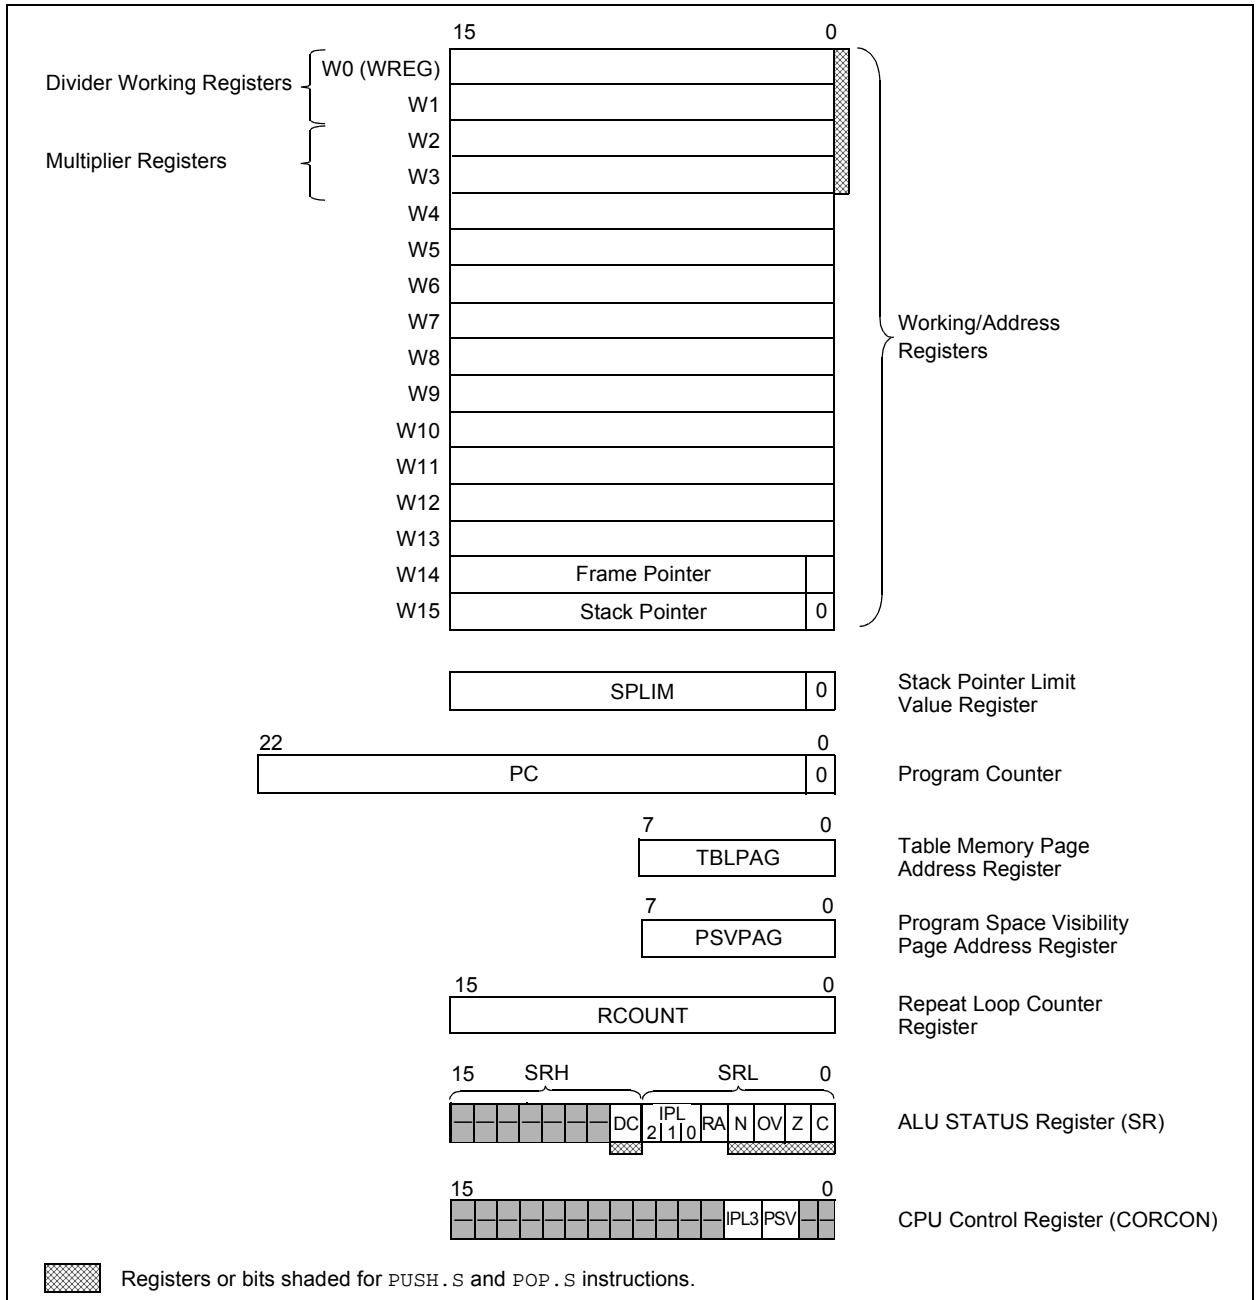 15 0
Divider Working Registers
W0 (WREG)
W1
Multiplier Registers
W2
W3
W4
W5
W6
W7
Working/Address
Registers
W8
W9
W10
W11
W12
W13
W14 Frame Pointer
W15 Stack Pointer 0
SPLIM 0
Stack Pointer Limit
Value Register
22 0
PC 0 Program Counter
7 0
TBLPAG
Table Memory Page
Address Register
7 0
PSVPAG
Program Space Visibility
Page Address Register
15 0
RCOUNT
Repeat Loop Counter
Register
15 SRH SRL 0
— — — — — — — DC IPL 2 1 0 RA N OV Z C ALU STATUS Register (SR)
15 0
— — — — — — — — — — — — IPL3 PSV — — CPU Control Register (CORCON)
Registers or bits shaded for PUSH.S and POP.S instructions.